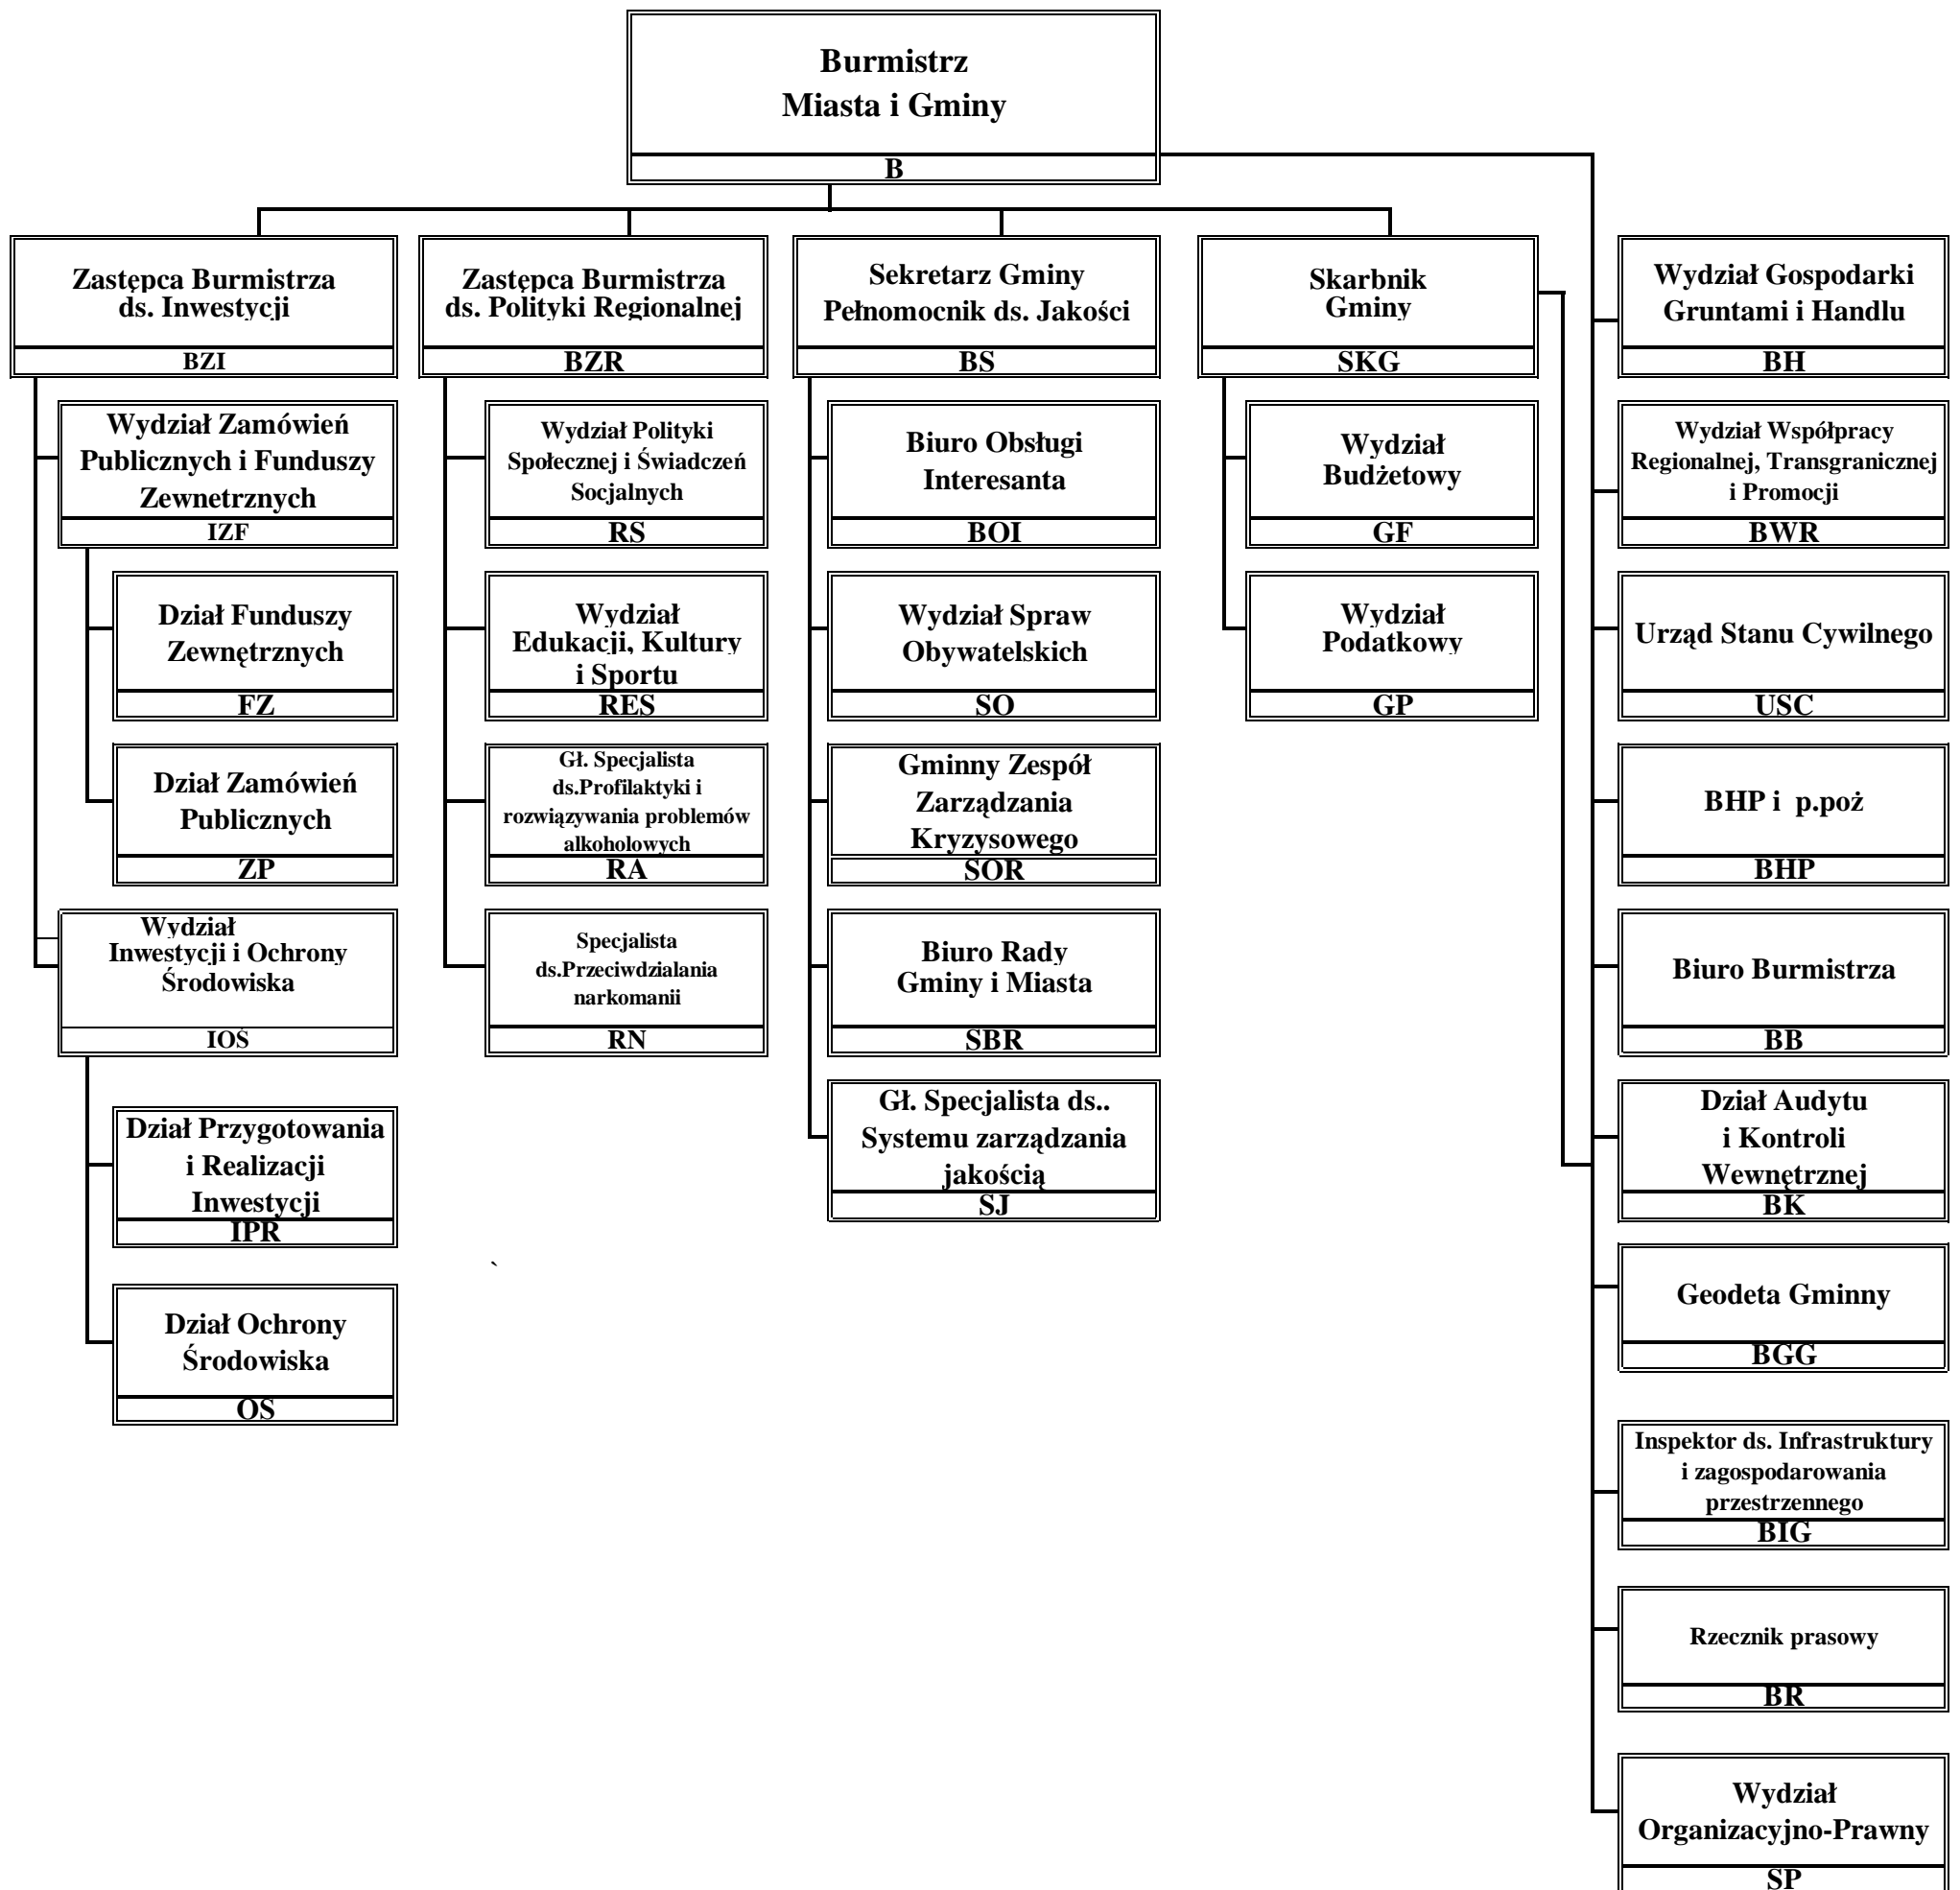 Burmistrz
Miasta i Gminy
B
Zastępca Burmistrza
ds. Inwestycji
BZI
Wydział Zamówień
Publicznych i Funduszy
Zewnetrznych
IZF
Dział Funduszy
Zewnętrznych
FZ
Dział Zamówień
Publicznych
ZP
Wydział
Inwestycji i Ochrony
Środowiska
IOŚ
Dział Przygotowania
i Realizacji
Inwestycji
IPR
Dział Ochrony
Środowiska
OŚ
Zastępca Burmistrza
ds. Polityki Regionalnej
BZR
Wydział Polityki
Społecznej i Świadczeń
Socjalnych
RS
Wydział
Edukacji, Kultury
i Sportu
RES
Gł. Specjalista
ds.Profilaktyki i
rozwiązywania problemów
alkoholowych
RA
Specjalista
ds.Przeciwdzialania
narkomanii
RN
`
Sekretarz Gminy
Pełnomocnik ds. Jakości
BS
Biuro Obsługi
Interesanta
BOI
Wydział Spraw
Obywatelskich
SO
Gminny Zespół
Zarządzania
Kryzysowego
SOR
Biuro Rady
Gminy i Miasta
SBR
Gł. Specjalista ds..
Systemu zarządzania
jakością
SJ
Skarbnik
Gminy
SKG
Wydział
Budżetowy
GF
Wydział
Podatkowy
GP
Wydział Gospodarki
Gruntami i Handlu
BH
Wydział Współpracy
Regionalnej, Transgranicznej
i Promocji
BWR
Urząd Stanu Cywilnego
USC
BHP i  p.poż
BHP
Biuro Burmistrza
BB
Dział Audytu
i Kontroli
Wewnętrznej
BK
Geodeta Gminny
BGG
Inspektor ds. Infrastruktury
i zagospodarowania
przestrzennego
BIG
Rzecznik prasowy
BR
Wydział
Organizacyjno-Prawny
SP